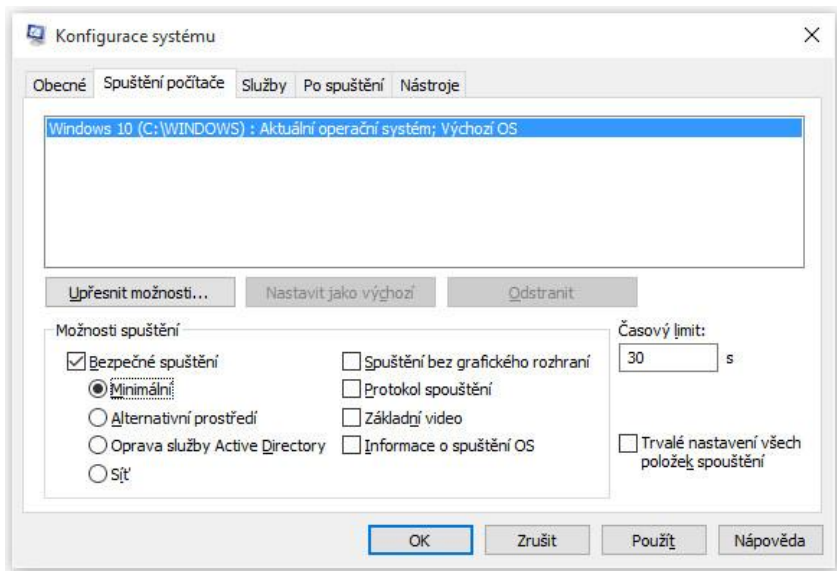 Konfigurace systému
Obecné Spuštění počítače Služby Po spuštění Nástroje
Windows 10 (C:\WINDOWS) : Aktuální operační systém; Výchozí OS
Upřesnit možnosti... Nastavit jako výchozí Odstranit
Možnosti spuštění
Bezpečné spuštění
Minimální
Alternativní prostředí
Oprava služby Active Directory
Síť
Spuštění bez grafického rozhraní
Protokol spouštění
Základní video
Informace o spuštění OS
Časový limit:
30 s
Trvalé nastavení všech
položek spouštění
OK Zrušit Použít Nápověda